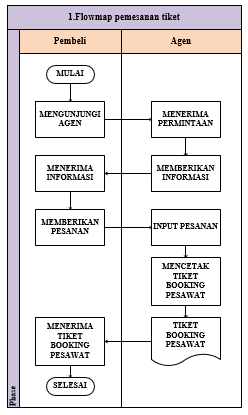 1.Flowmap pemesanan tiket
Pembeli
Agen
MULAI
MENGUNJUNGI
AGEN
MENERIMA
PERMINTAAN
MENERIMA
INFORMASI
MEMBERIKAN
INFORMASI
MEMBERIKAN
PESANAN
INPUT PESANAN
MENCETAK
TIKET
BOOKING
PESAWAT
MENERIMA
TIKET
BOOKING
PESAWAT
TIKET
BOOKING
PESAWAT
SELESAI
Phase